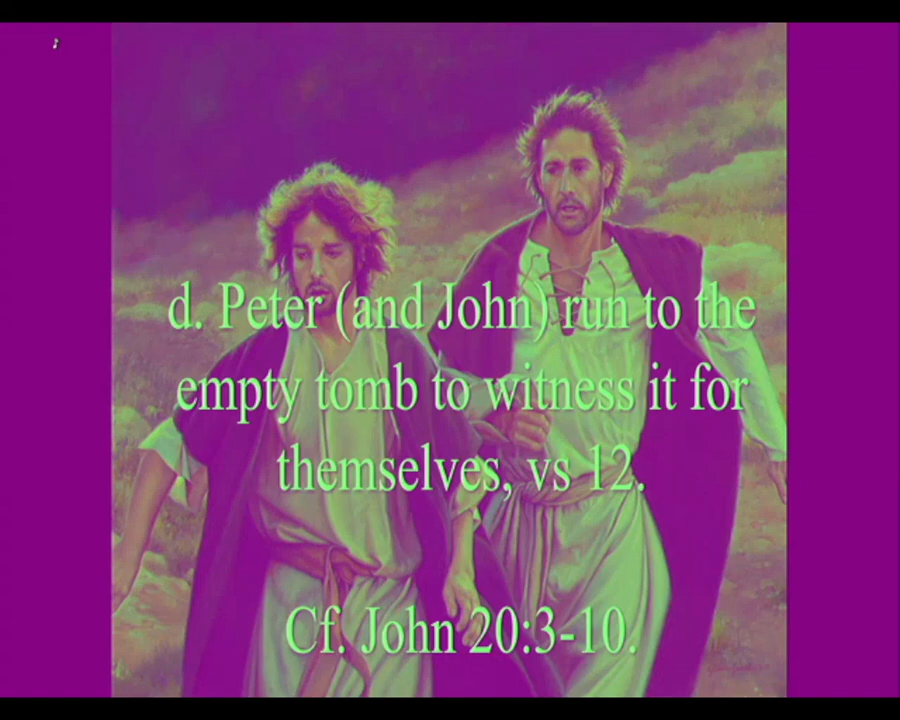 d. Peter (and John) run to the
empty tomb to witness it for
themselves, vs 12.
Cf. John 20:3-10.